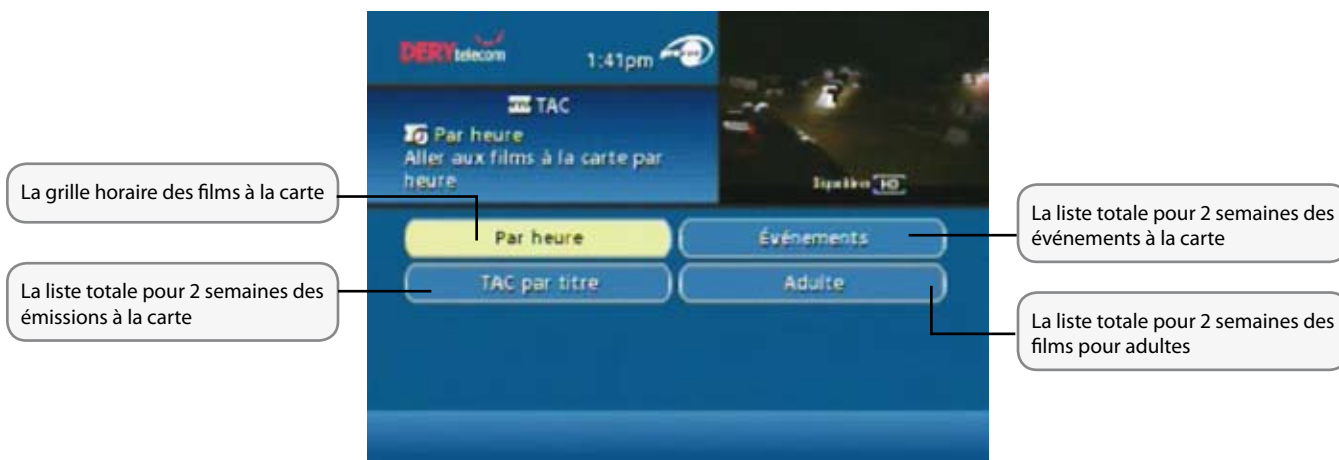 DERYtelecom
1:41pm
TAC
Par heure
Aller aux films à la carte par
heure
HD
Par heure
Événements
TAC par titre
Adulte
La grille horaire des films à la carte
La liste totale pour 2 semaines des
émissions à la carte
La liste totale pour 2 semaines des
événements à la carte
La liste totale pour 2 semaines des
films pour adultes